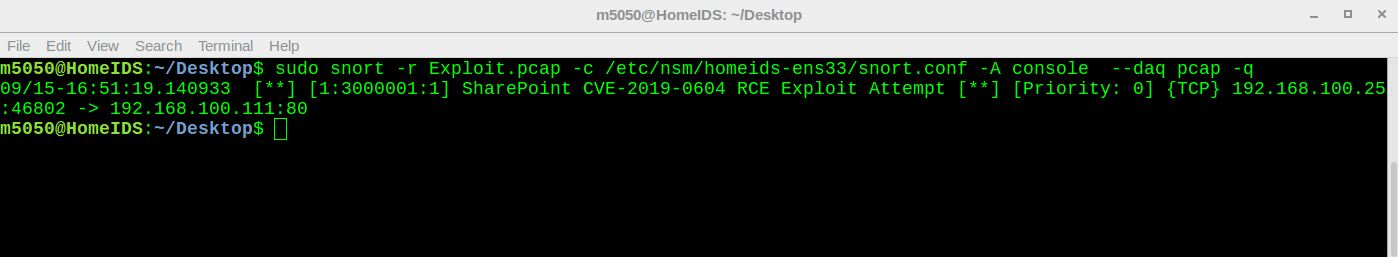 m5050@HomeIDS: ~/Desktop
File Edit View Search Terminal Help
m5050@HomeIDS:~/Desktop$ sudo snort -r Exploit.pcap -c /etc/nsm/homeids-ens33/snort.conf -A console  --daq pcap -q
09/15-16:51:19.140933  [**] [1:3000001:1] SharePoint CVE-2019-0604 RCE Exploit Attempt [**] [Priority: 0] {TCP} 192.168.100.25
:46802 -> 192.168.100.111:80
m5050@HomeIDS:~/Desktop$